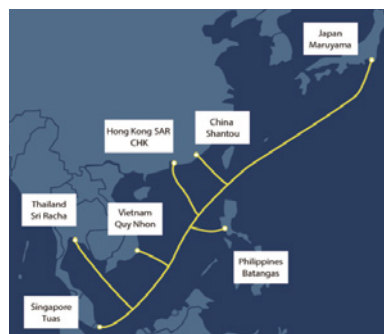 Japan
Maruyama
China
Shantou
Hong Kong SAR
CHK
Thailand
Sri Racha
Vietnam
Quy Nhon
Philippines
Batangas
Singapore
Tuas